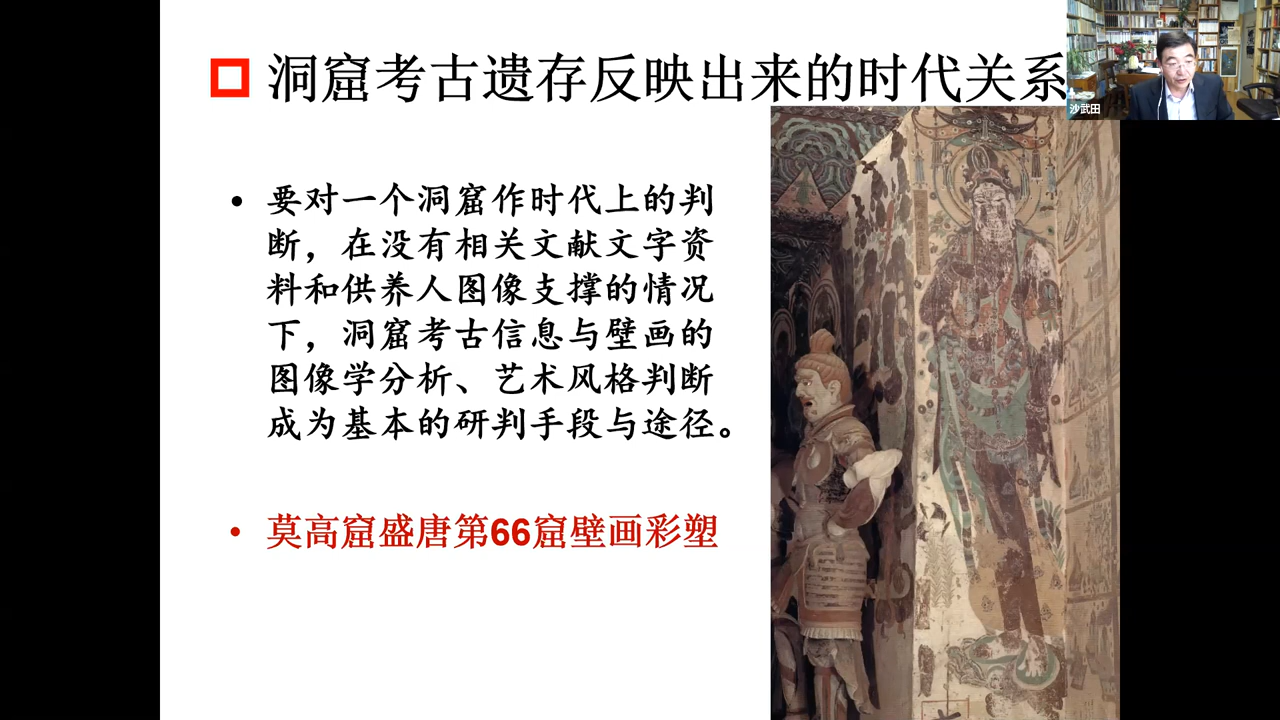 洞窟考古遗存反映出来的时代关系
沙武田
要对一个洞窟作时代上的判
断，在没有相关文献文字资
料和供养人图像支撑的情况
下，洞窟考古信息与壁画的
图像学分析、艺术风格判断
成为基本的研判手段与途径。
莫高窟盛唐第66窟壁画彩塑